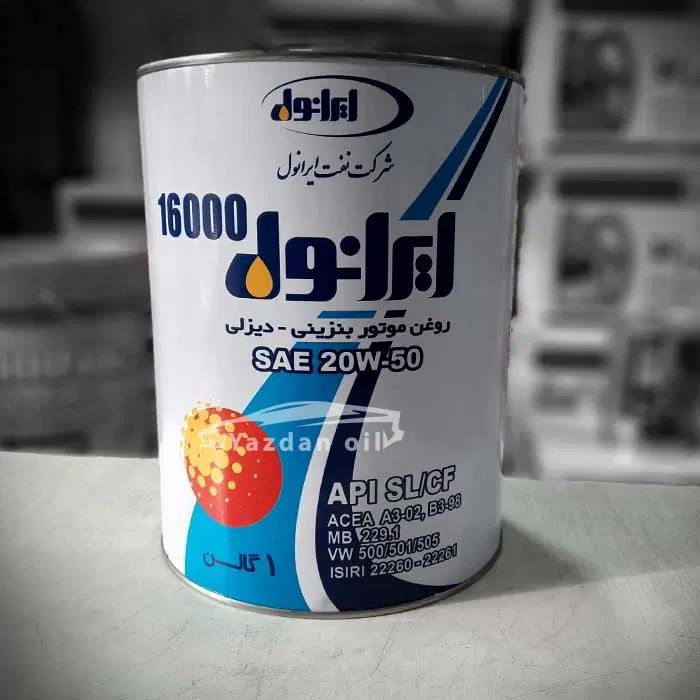 ایرانول
شرکت نفت ایرانول
16000
ایرانول
روغن موتور بنزینی - دیزلی
SAE 20W-50
Yazdan oil
API SL/CF
ACEA A3-02, B3-98
MB 229.1
VW 500/501/505
ISIRI 22260 - 22261
۱ گالن